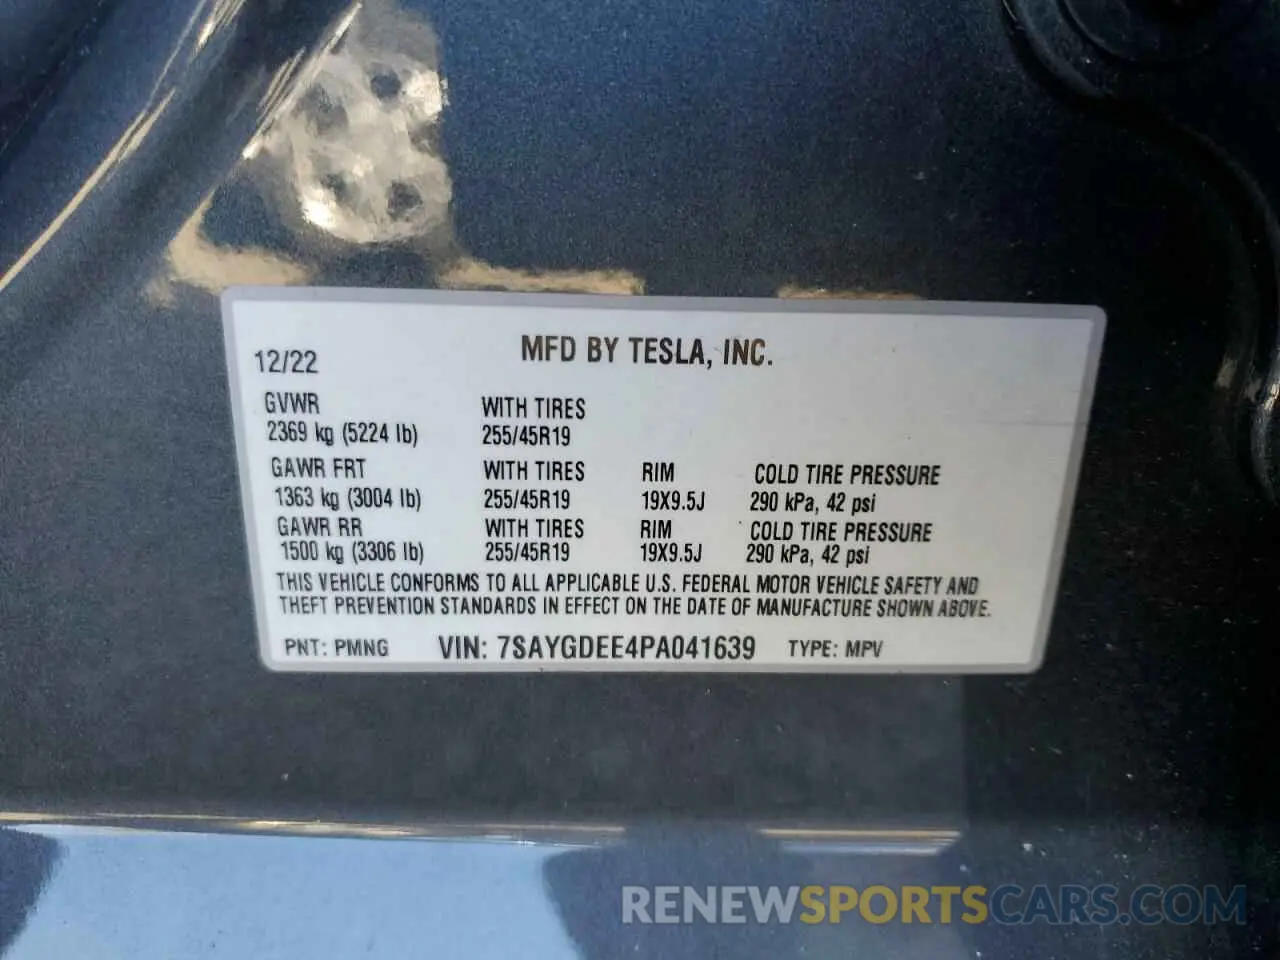 MFD BY TESLA, INC.
12/22
GVWR WITH TIRES
2369 kg (5224 lb) 255/45R19
GAWR FRT WITH TIRES RIM COLD TIRE PRESSURE
1363 kg (3004 lb) 255/45R19 19X9.5J 290 kPa, 42 psi
GAWR RR WITH TIRES RIM COLD TIRE PRESSURE
1500 kg (3306 lb) 255/45R19 19X9.5J 290 kPa, 42 psi
THIS VEHICLE CONFORMS TO ALL APPLICABLE U.S. FEDERAL MOTOR VEHICLE SAFETY AND
THEFT PREVENTION STANDARDS IN EFFECT ON THE DATE OF MANUFACTURE SHOWN ABOVE.
PNT: PMNG VIN: 7SAYGDEE4PA041639 TYPE: MPV
RENEWSPORTSCARS.COM